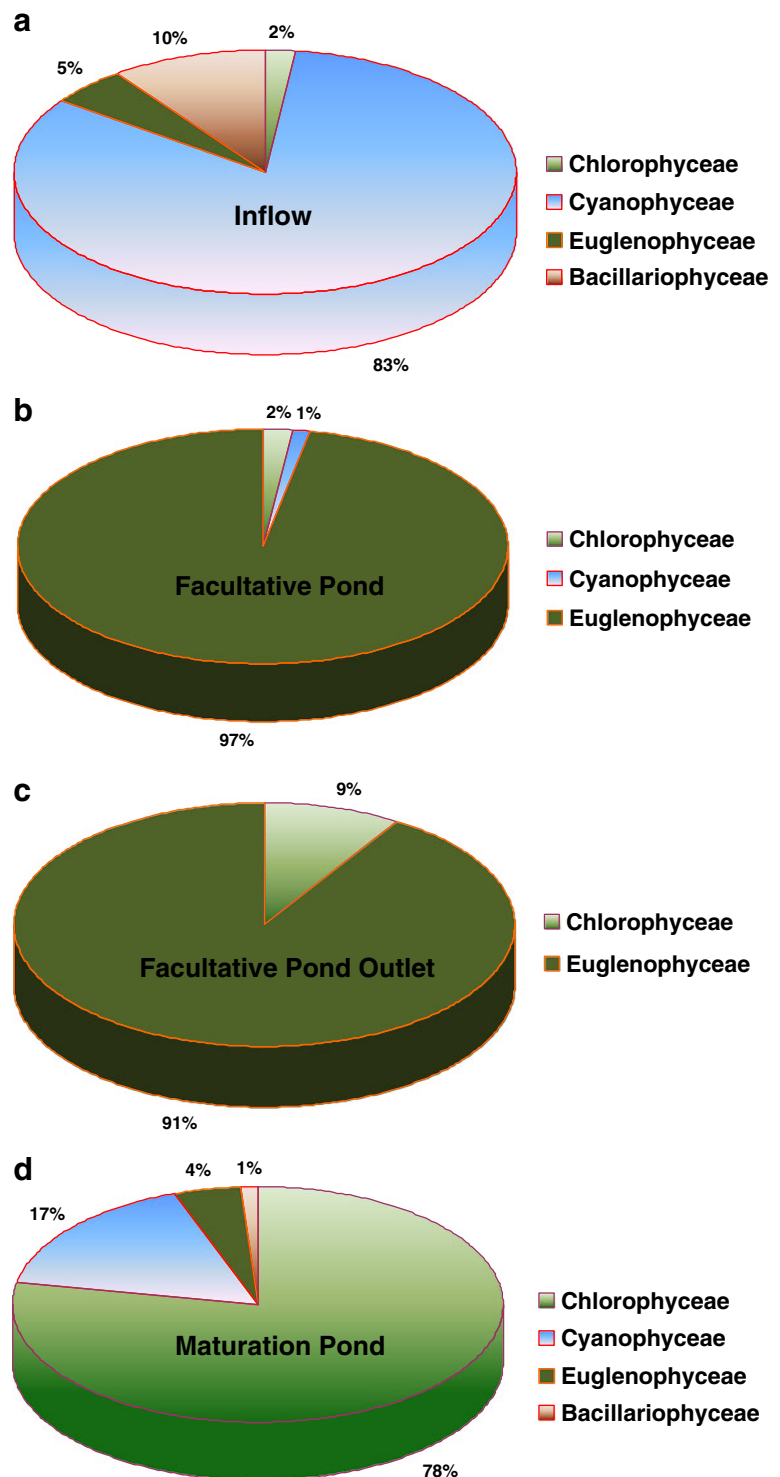 a
2%
10%
5%
Inflow
83%
Chlorophyceae
Cyanophyceae
Euglenophyceae
Bacillariophyceae
b
2%
1%
Facultative Pond
97%
Chlorophyceae
Cyanophyceae
Euglenophyceae
c
9%
Facultative Pond Outlet
91%
Chlorophyceae
Euglenophyceae
d
4%
1%
17%
Maturation Pond
78%
Chlorophyceae
Cyanophyceae
Euglenophyceae
Bacillariophyceae